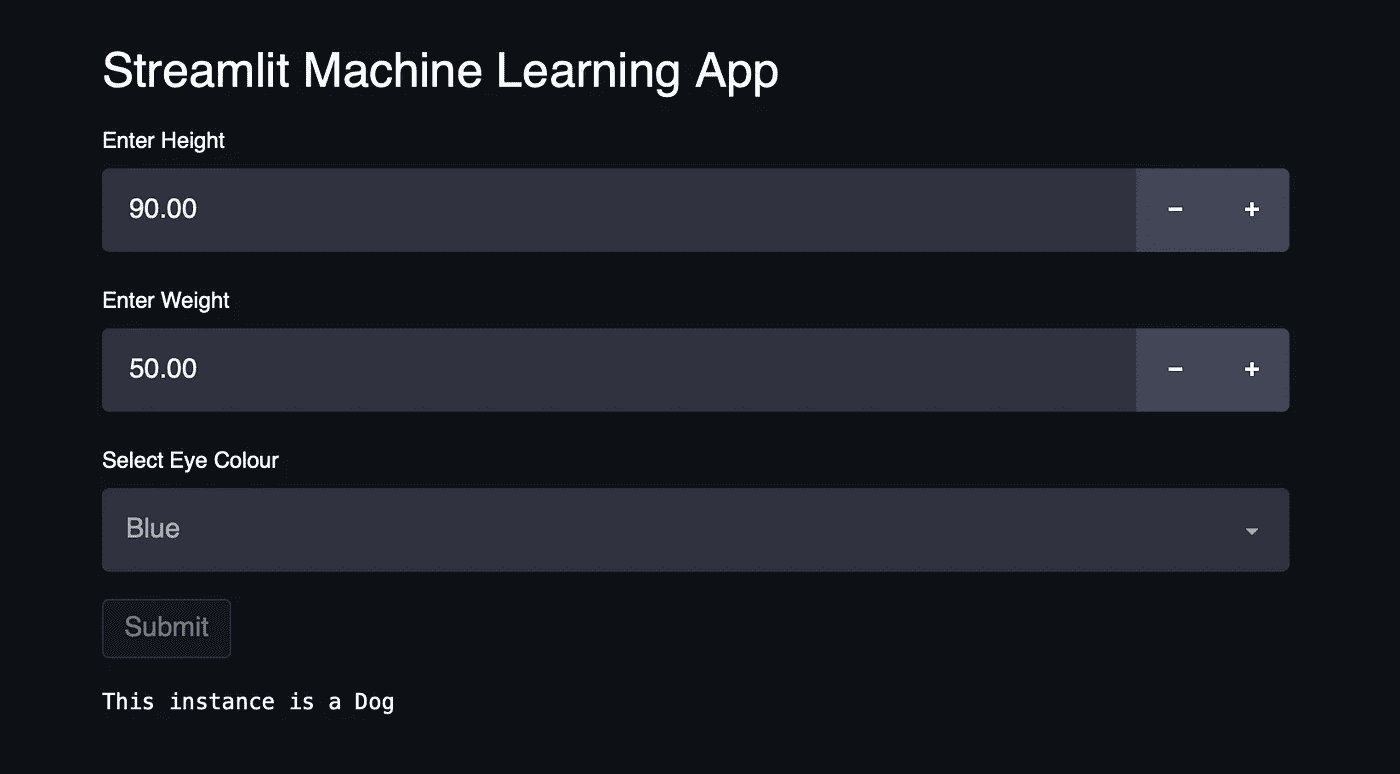 Streamlit Machine Learning App
Enter Height
90.00
Enter Weight
50.00
Select Eye Colour
Blue
Submit
This instance is a Dog